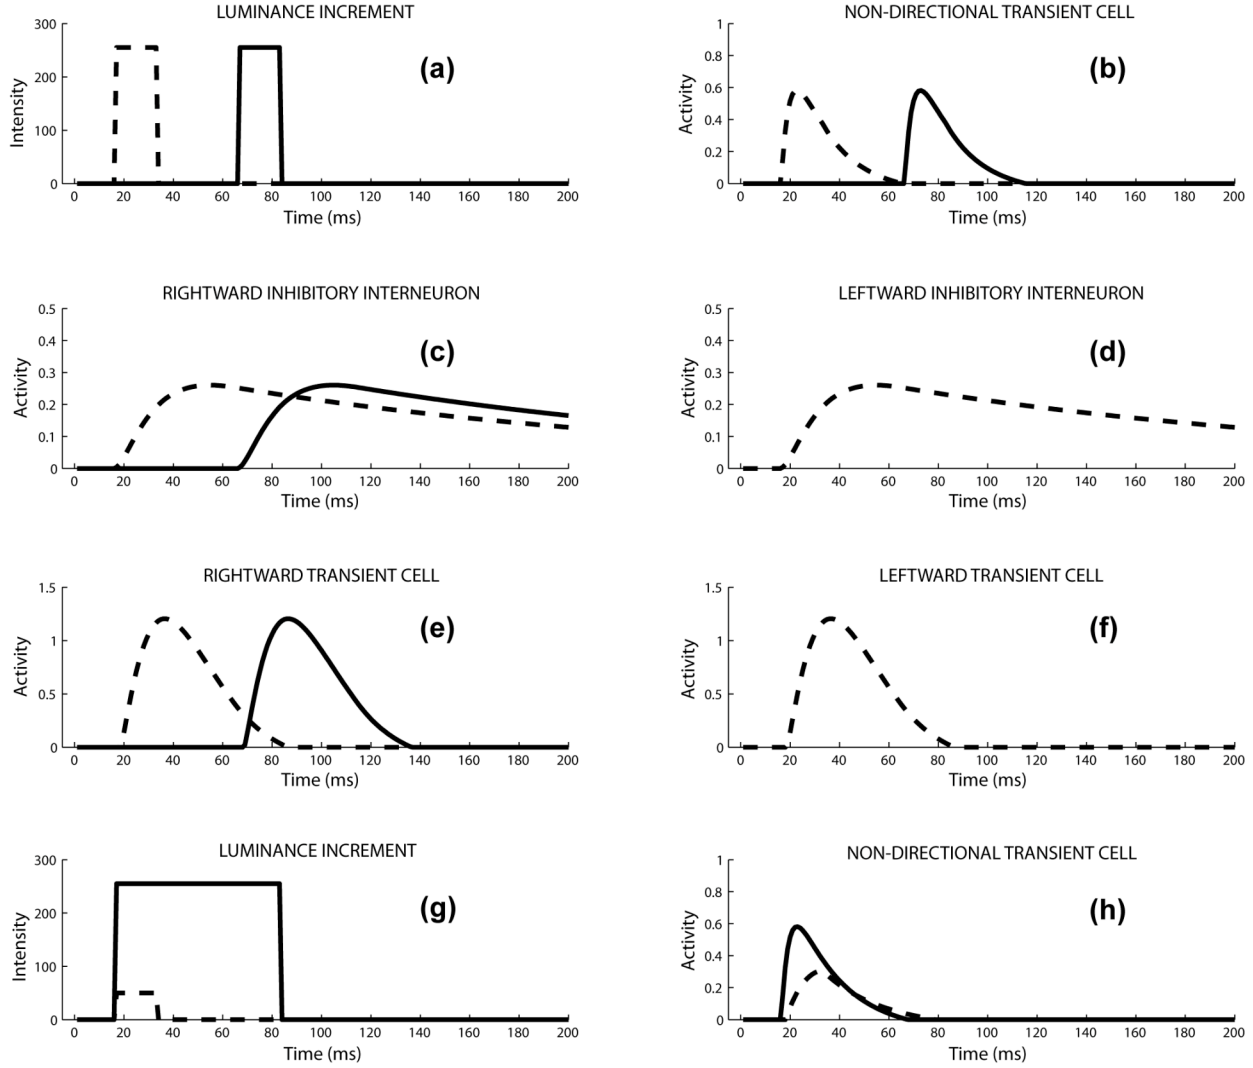 LUMINANCE INCREMENT
300
200
100
0
Intensity
(a)
0 20 40 60 80 100 120 140 160 180 200
Time (ms)
NON-DIRECTIONAL TRANSIENT CELL
1
0.8
0.6
0.4
0.2
0
Activity
(b)
0 20 40 60 80 100 120 140 160 180 200
Time (ms)
RIGHTWARD INHIBITORY INTERNEURON
0.5
0.4
0.3
0.2
0.1
0
Activity
(c)
0 20 40 60 80 100 120 140 160 180 200
Time (ms)
LEFTWARD INHIBITORY INTERNEURON
0.5
0.4
0.3
0.2
0.1
0
Activity
(d)
0 20 40 60 80 100 120 140 160 180 200
Time (ms)
RIGHTWARD TRANSIENT CELL
1.5
1
0.5
0
Activity
(e)
0 20 40 60 80 100 120 140 160 180 200
Time (ms)
LEFTWARD TRANSIENT CELL
1.5
1
0.5
0
Activity
(f)
0 20 40 60 80 100 120 140 160 180 200
Time (ms)
LUMINANCE INCREMENT
300
200
100
0
Intensity
(g)
0 20 40 60 80 100 120 140 160 180 200
Time (ms)
NON-DIRECTIONAL TRANSIENT CELL
1
0.8
0.6
0.4
0.2
0
Activity
(h)
0 20 40 60 80 100 120 140 160 180 200
Time (ms)